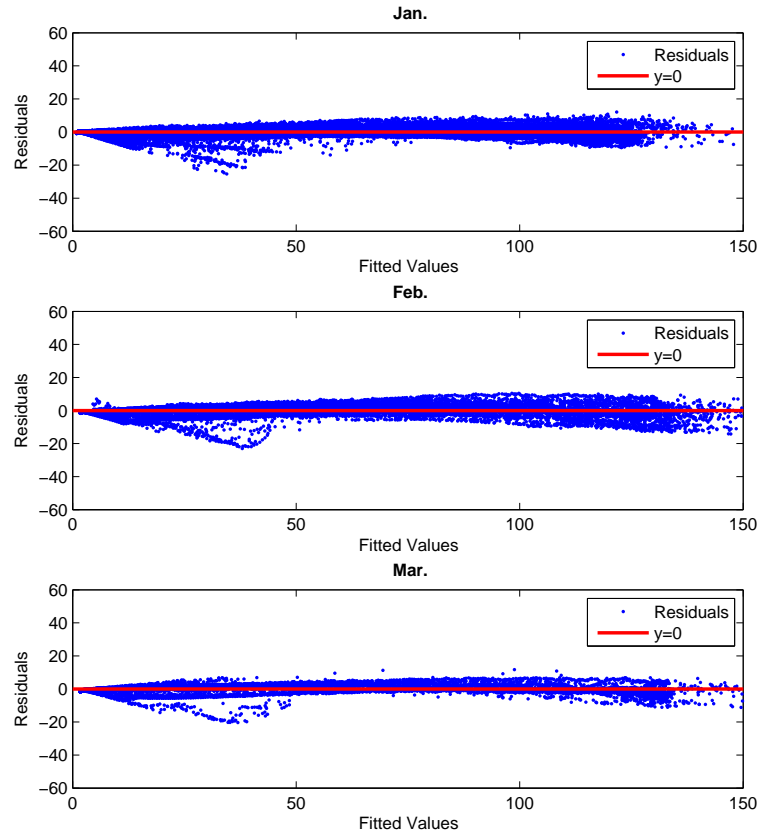 Jan.
60
40
20
0
−20
−40
−60
Residuals
0
50
100
150
Fitted Values
Residuals
y=0
Feb.
60
40
20
0
−20
−40
−60
Residuals
0
50
100
150
Fitted Values
Residuals
y=0
Mar.
60
40
20
0
−20
−40
−60
Residuals
0
50
100
150
Fitted Values
Residuals
y=0